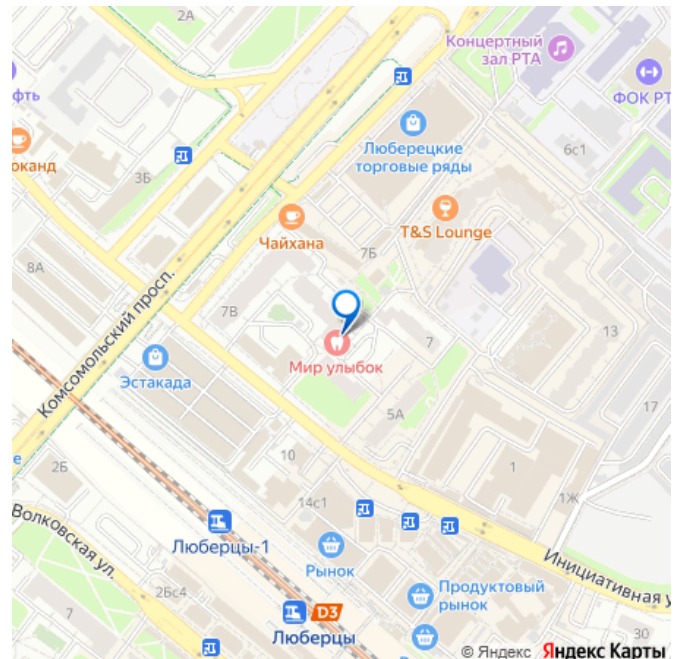 2А
Концертный
зал РТА
фть
ФОК РТ
Люберецкие
торговые ряды
6с1
оканд
3Б
T&S Lounge
Чайхана
7Б
8А
7В
Комсомольский просп.
13
7
Мир улыбок
Эстакада
17
5А
10
2Б
1
е
1Ж
14с1
Волковская ул.
Люберцы-1
Рынок
Инициативная у
2Бс4
Продуктовый
рынок
7
D3
Люберцы
30
© Яндекс Яндекс Карты